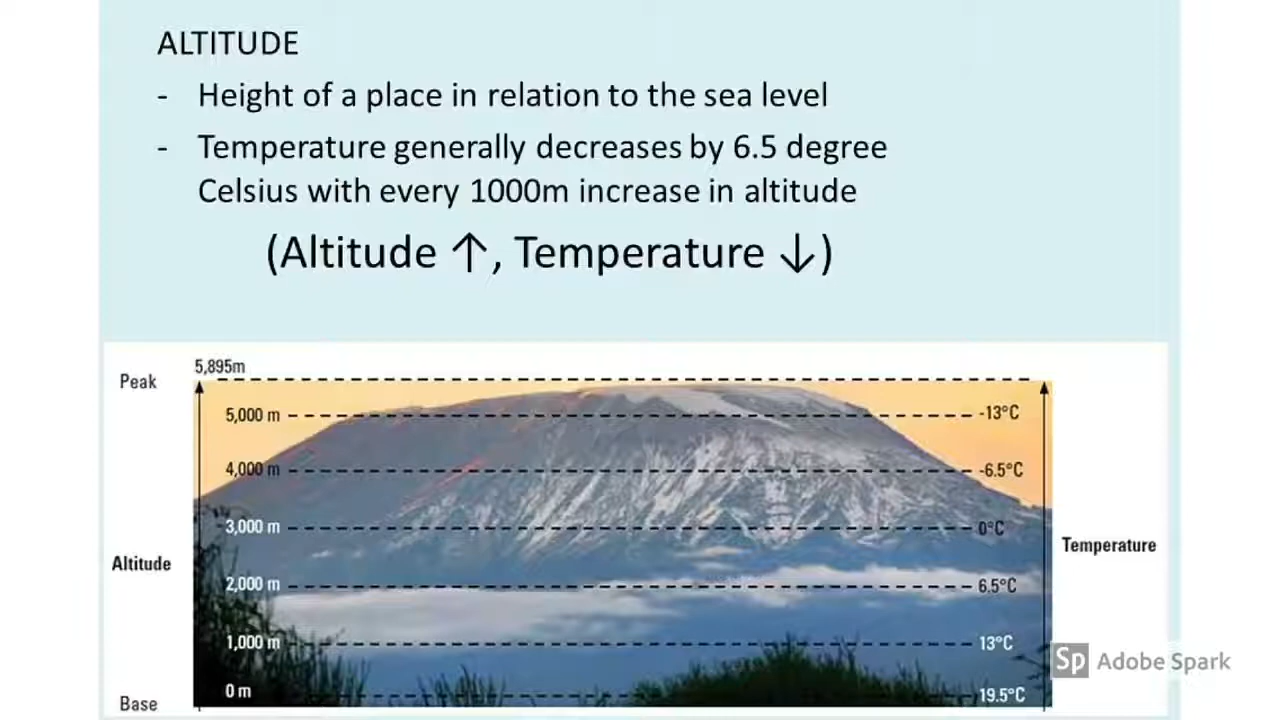 ALTITUDE
- Height of a place in relation to the sea level
- Temperature generally decreases by 6.5 degree
Celsius with every 1000m increase in altitude
(Altitude ↑, Temperature ↓)
5,895m
Peak
5,000 m -13°C
4,000 m -6.5°C
3,000 m 0°C
Temperature
Altitude
2,000 m 6.5°C
1,000 m 13°C
Sp Adobe Spark
0 m 19.5°C
Base